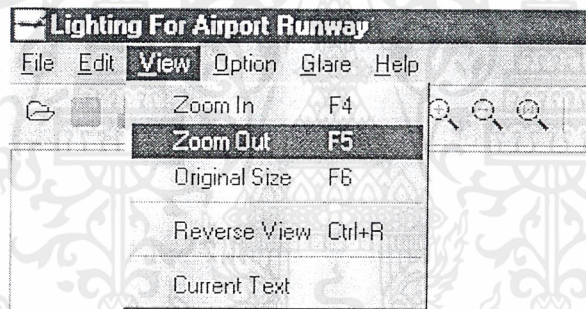 Lighting For Airport Runway
File Edit View Option Glare Help
Zoom In F4
Zoom Out F5
Original Size F6
Reverse View Ctrl+R
Current Text